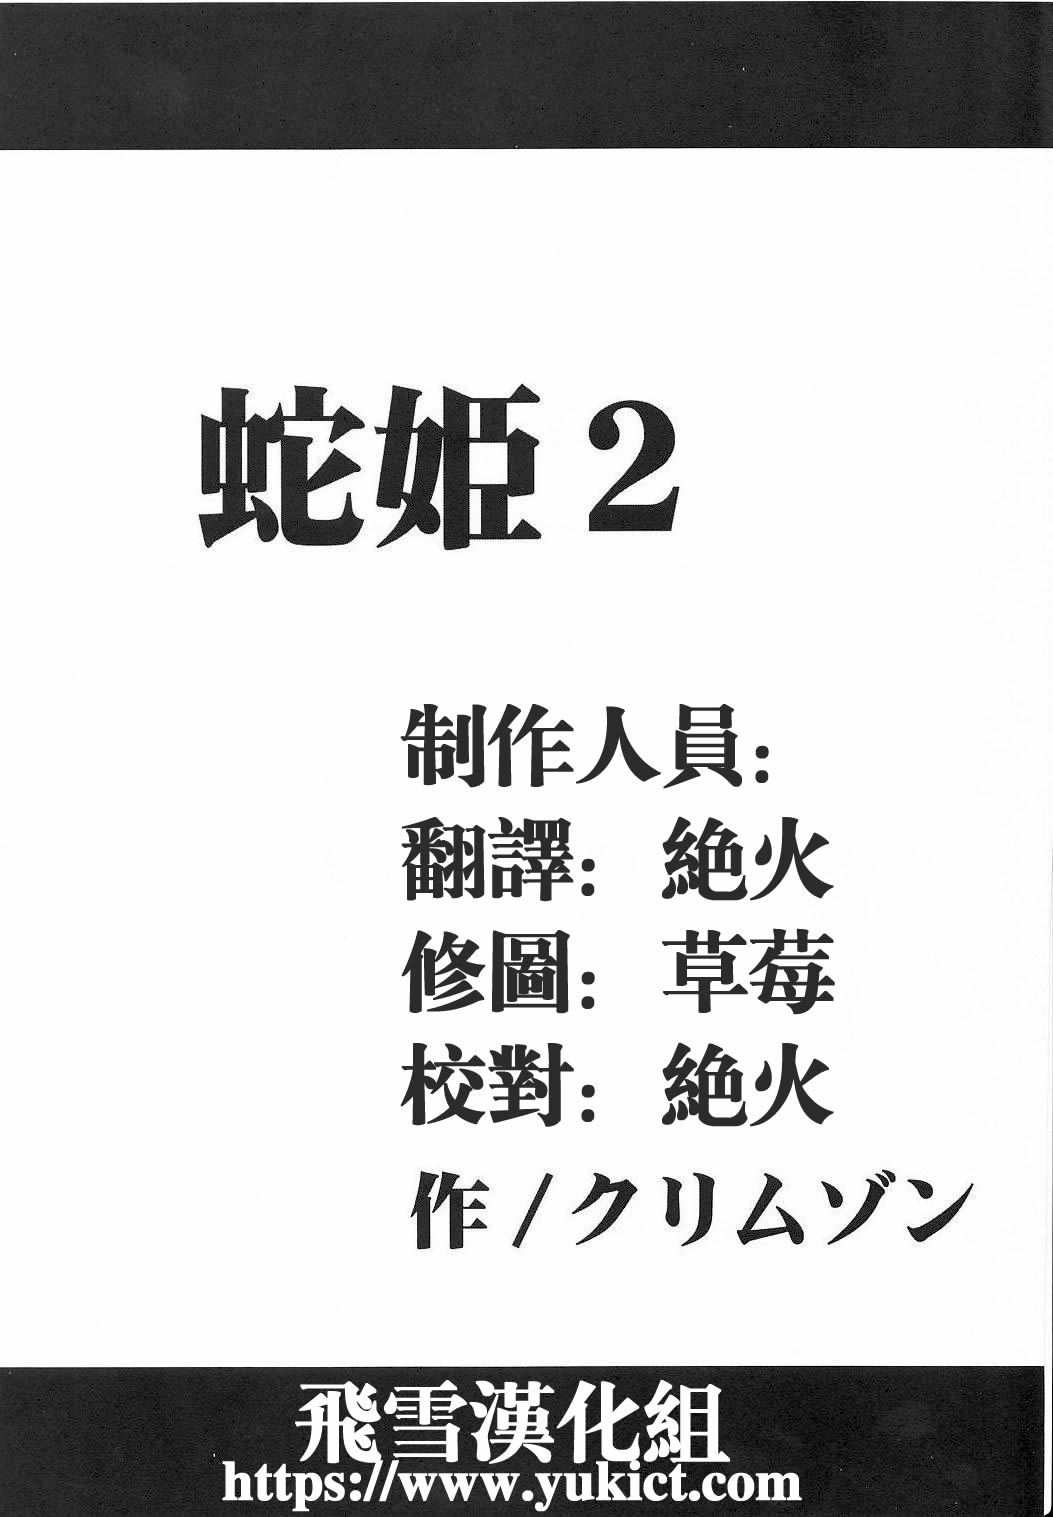 蛇姫 2
制作人員：
翻譯： 絶火
修圖： 草莓
校對： 絶火
作 / クリムゾン
飛雪漢化組
https://www.yukict.com